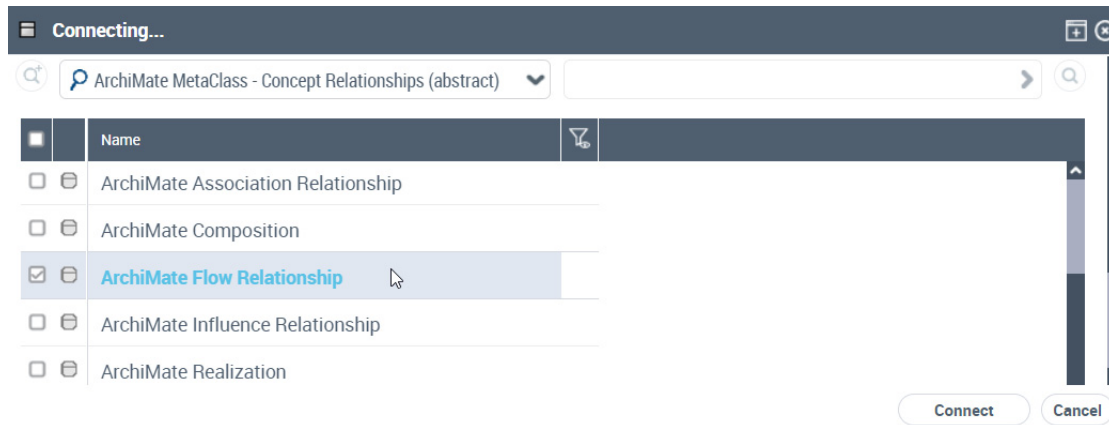 Connecting...
ArchiMate MetaClass - Concept Relationships (abstract)
Name
ArchiMate Association Relationship
ArchiMate Composition
ArchiMate Flow Relationship
ArchiMate Influence Relationship
ArchiMate Realization
Connect Cancel